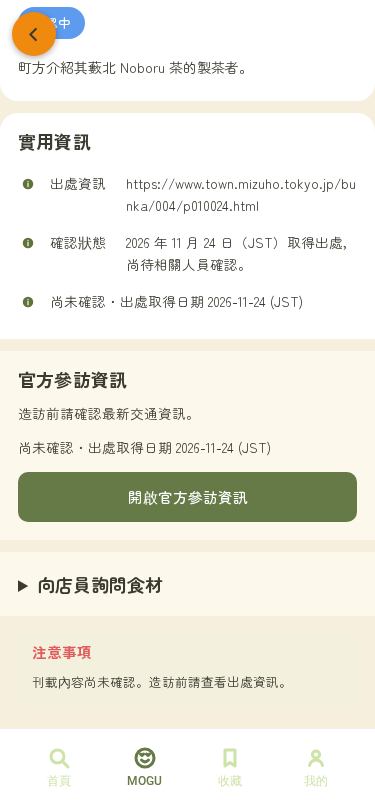 中
町方介紹其藪北 Noboru 茶的製茶者。
實用資訊
出處資訊
https://www.town.mizuho.tokyo.jp/bu
nka/004/p010024.html
確認狀態
2026 年 11 月 24 日（JST）取得出處，
尚待相關人員確認。
尚未確認・出處取得日期 2026-11-24 (JST)
官方參訪資訊
造訪前請確認最新交通資訊。
尚未確認・出處取得日期 2026-11-24 (JST)
開啟官方參訪資訊
向店員詢問食材
注意事項
刊載內容尚未確認。造訪前請查看出處資訊。
首頁
MOGU
收藏
我的